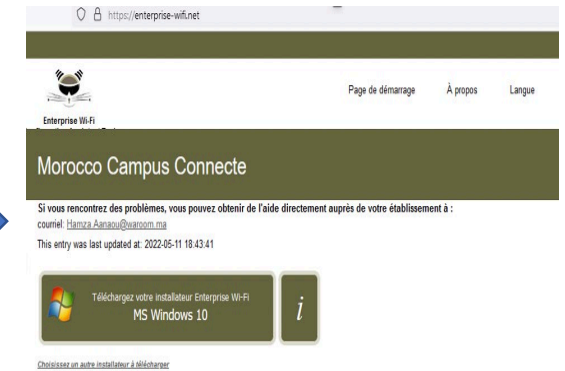 https://enterprise-wifi.net
Page de démarrage À propos Langue
Enterprise Wi-Fi
Morocco Campus Connecte
Si vous rencontrez des problèmes, vous pouvez obtenir de l'aide directement auprès de votre établissement à :
courriel: Hamza.Aanaou@waroom.ma
This entry was last updated at: 2022-05-11 18:43:41
Téléchargez votre installateur Enterprise Wi-Fi
MS Windows 10
i
Choisissez un autre installateur à télécharger